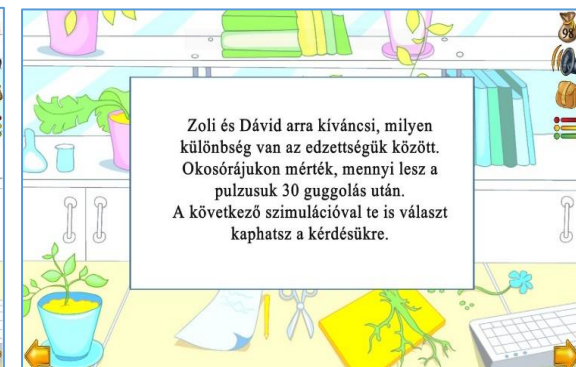 98
Zoli és Dávid arra kíváncsi, milyen
különbség van az edzettségük között.
Okosórájukon mérték, mennyi lesz a
pulzusuk 30 guggolás után.
A következő szimulációval te is választ
kaphatsz a kérdésükre.